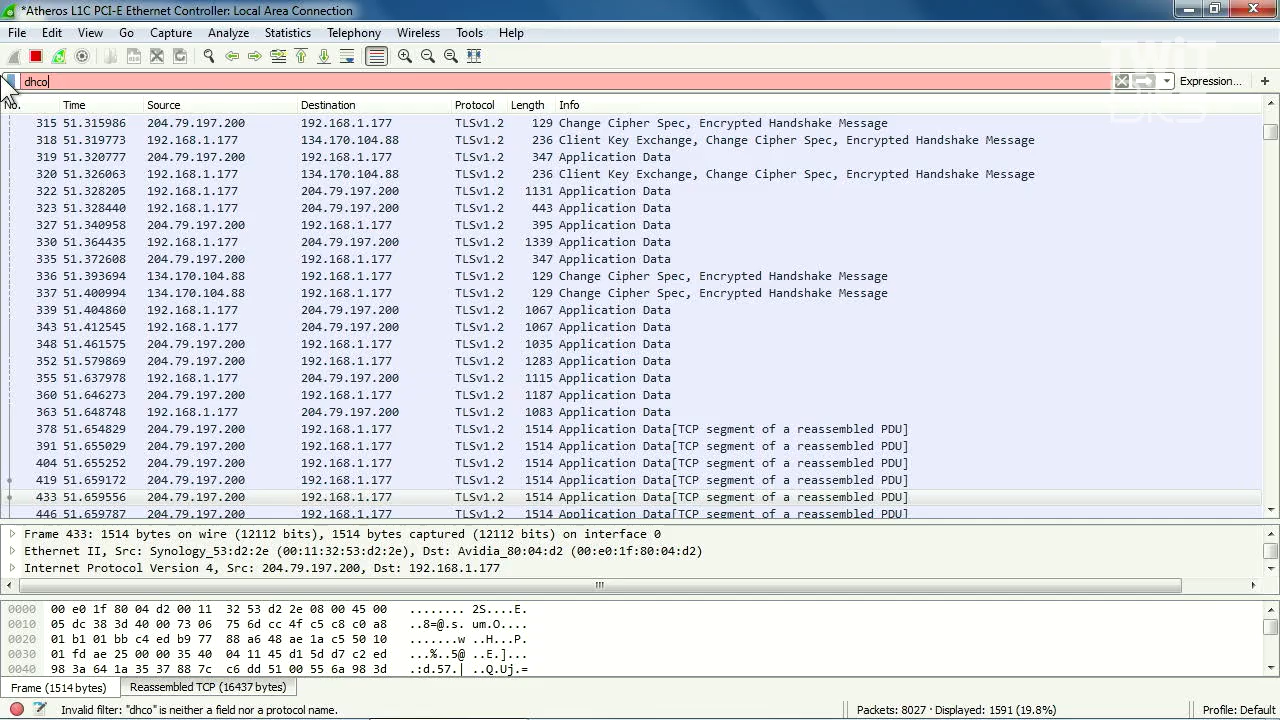 *Atheros L1C PCI-E Ethernet Controller: Local Area Connection
File Edit View Go Capture Analyze Statistics Telephony Wireless Tools Help
dhco Expression... +
No. Time Source Destination Protocol Length Info
315 51.315986 204.79.197.200 192.168.1.177 TLSv1.2 129 Change Cipher Spec, Encrypted Handshake Message
318 51.319773 192.168.1.177 134.170.104.88 TLSv1.2 236 Client Key Exchange, Change Cipher Spec, Encrypted Handshake Message
319 51.320777 204.79.197.200 192.168.1.177 TLSv1.2 347 Application Data
320 51.326063 192.168.1.177 134.170.104.88 TLSv1.2 236 Client Key Exchange, Change Cipher Spec, Encrypted Handshake Message
322 51.328205 192.168.1.177 204.79.197.200 TLSv1.2 1131 Application Data
323 51.328440 192.168.1.177 204.79.197.200 TLSv1.2 443 Application Data
327 51.340958 204.79.197.200 192.168.1.177 TLSv1.2 395 Application Data
330 51.364435 192.168.1.177 204.79.197.200 TLSv1.2 1339 Application Data
335 51.372608 204.79.197.200 192.168.1.177 TLSv1.2 347 Application Data
336 51.393694 134.170.104.88 192.168.1.177 TLSv1.2 129 Change Cipher Spec, Encrypted Handshake Message
337 51.400994 134.170.104.88 192.168.1.177 TLSv1.2 129 Change Cipher Spec, Encrypted Handshake Message
339 51.404860 192.168.1.177 204.79.197.200 TLSv1.2 1067 Application Data
343 51.412545 192.168.1.177 204.79.197.200 TLSv1.2 1067 Application Data
348 51.461575 192.168.1.177 204.79.197.200 TLSv1.2 1035 Application Data
352 51.579869 204.79.197.200 192.168.1.177 TLSv1.2 1283 Application Data
355 51.637978 192.168.1.177 204.79.197.200 TLSv1.2 1115 Application Data
360 51.646273 192.168.1.177 204.79.197.200 TLSv1.2 1187 Application Data
363 51.648748 192.168.1.177 204.79.197.200 TLSv1.2 1083 Application Data
378 51.654829 204.79.197.200 192.168.1.177 TLSv1.2 1514 Application Data[TCP segment of a reassembled PDU]
391 51.655029 204.79.197.200 192.168.1.177 TLSv1.2 1514 Application Data[TCP segment of a reassembled PDU]
404 51.655252 204.79.197.200 192.168.1.177 TLSv1.2 1514 Application Data[TCP segment of a reassembled PDU]
419 51.659172 204.79.197.200 192.168.1.177 TLSv1.2 1514 Application Data[TCP segment of a reassembled PDU]
433 51.659556 204.79.197.200 192.168.1.177 TLSv1.2 1514 Application Data[TCP segment of a reassembled PDU]
446 51.659787 204.79.197.200 192.168.1.177 TLSv1.2 1514 Application Data[TCP segment of a reassembled PDU]
Frame 433: 1514 bytes on wire (12112 bits), 1514 bytes captured (12112 bits) on interface 0
Ethernet II, Src: Synology_53:d2:2e (00:11:32:53:d2:2e), Dst: Avidia_80:04:d2 (00:e0:1f:80:04:d2)
Internet Protocol Version 4, Src: 204.79.197.200, Dst: 192.168.1.177
0000 00 e0 1f 80 04 d2 00 11 32 53 d2 2e 08 00 45 00 ........ 2S....E.
0010 05 dc 38 3d 40 00 73 06 75 6d cc 4f c5 c8 c0 a8 ..8=@.s. um.O....
0020 01 b1 01 bb c4 ed b9 77 88 a6 48 ae 1a c5 50 10 .......w ..H...P.
0030 01 fd ae 25 00 00 35 40 04 11 45 d1 5d d7 c2 ed ...%..5@ ..E.]...
0040 98 3a 64 1a 35 37 88 7c c6 dd 51 00 55 6a 98 3d .:d.57.| ..Q.Uj.=
Frame (1514 bytes) Reassembled TCP (16437 bytes)
Invalid filter: "dhco" is neither a field nor a protocol name. Packets: 8027 · Displayed: 1591 (19.8%) Profile: Default
TWiT
BITS